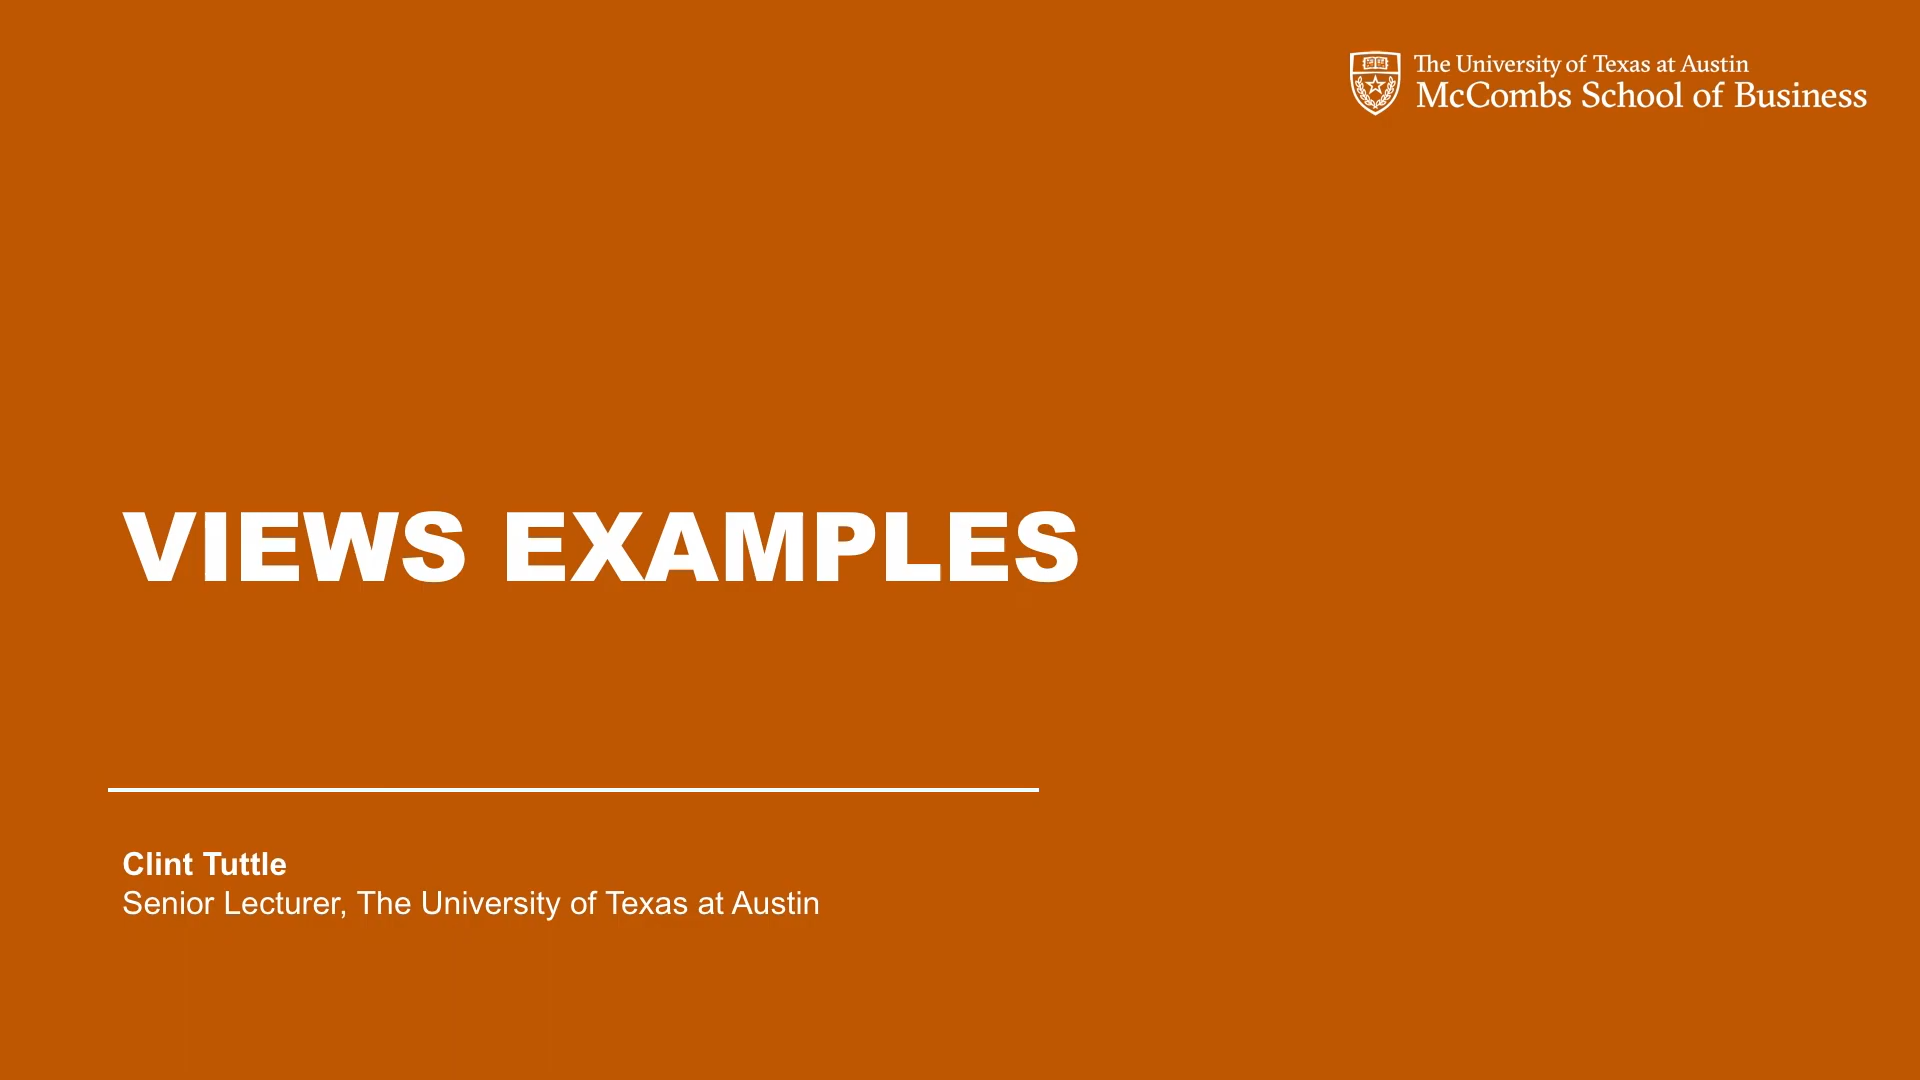 The University of Texas at Austin
McCombs School of Business
VIEWS EXAMPLES
Clint Tuttle
Senior Lecturer, The University of Texas at Austin